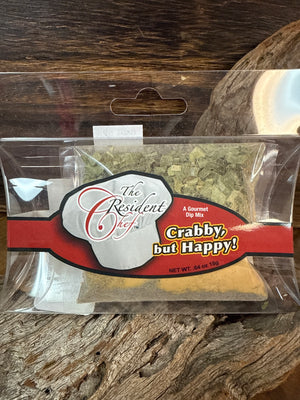 The
Resident
Chef
A Gourmet
Dip Mix
Crabby,
but Happy!
NET WT. .64 oz 18g